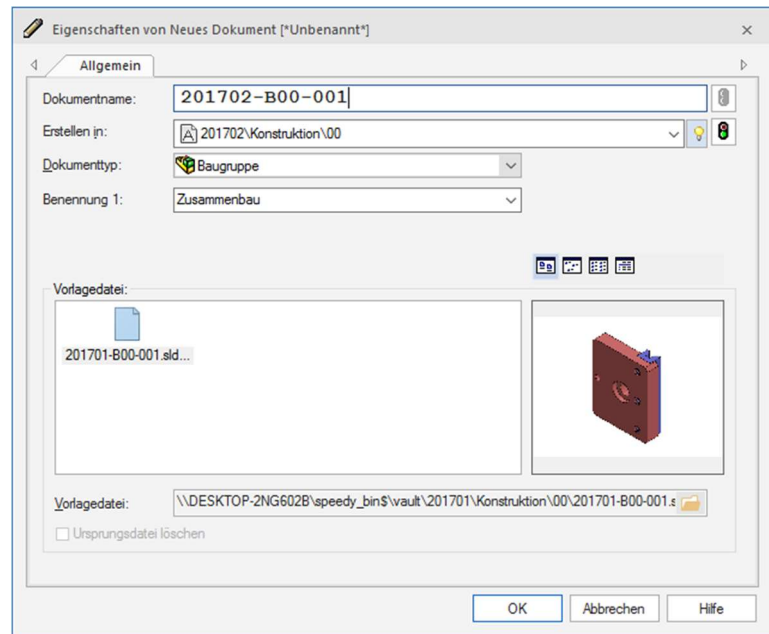 Eigenschaften von Neues Dokument [*Unbenannt*]
Allgemein
Dokumentname: 201702-B00-001
Erstellen in: 201702\Konstruktion\00
Dokumenttyp: Baugruppe
Benennung 1: Zusammenbau
Vorlagedatei:
201701-B00-001.sld...
Vorlagedatei: \\DESKTOP-2NG602B\speedy_bin$\vault\201701\Konstruktion\00\201701-B00-001.s
Ursprungsdatei löschen
OK Abbrechen Hilfe